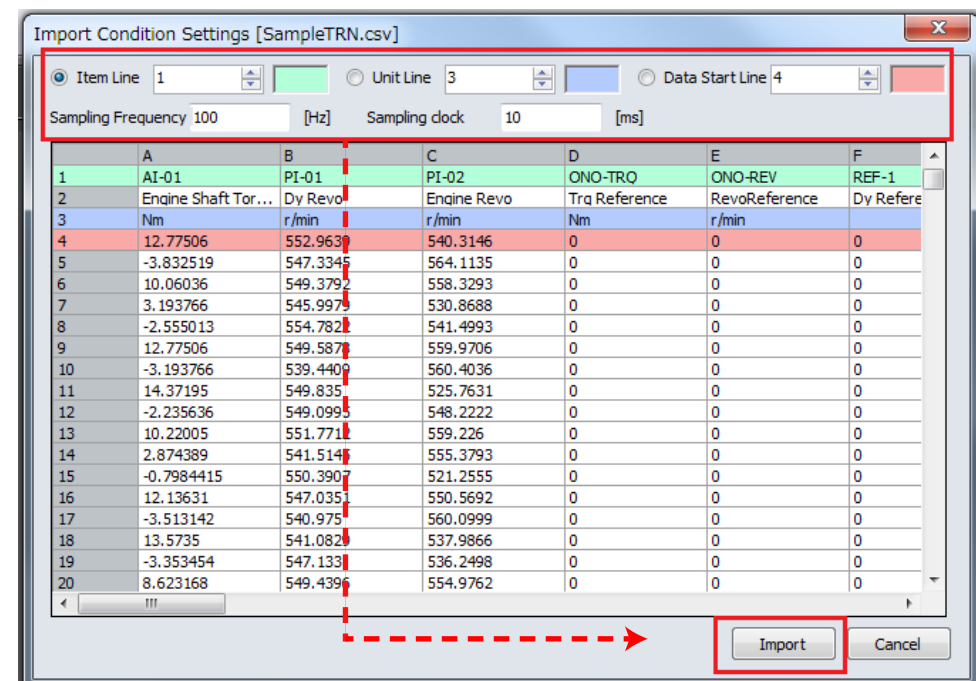 Import Condition Settings [SampleTRN.csv]
Item Line 1 Unit Line 3 Data Start Line 4
Sampling Frequency 100 [Hz] Sampling clock 10 [ms]
A B C D E F
1 AI-01 PI-01 PI-02 ONO-TRQ ONO-REV REF-1
2 Engine Shaft Tor... Dy Revo Engine Revo Trq Reference RevoReference Dy Refere
3 Nm r/min r/min Nm r/min
4 12.77506 552.9639 540.3146 0 0 0
5 -3.832519 547.3345 564.1135 0 0 0
6 10.06036 549.3792 558.3293 0 0 0
7 3.193766 545.9979 530.8688 0 0 0
8 -2.555013 554.7822 541.4993 0 0 0
9 12.77506 549.5878 559.9706 0 0 0
10 -3.193766 539.4409 560.4036 0 0 0
11 14.37195 549.835 525.7631 0 0 0
12 -2.235636 549.0995 548.2222 0 0 0
13 10.22005 551.7712 559.226 0 0 0
14 2.874389 541.5145 555.3793 0 0 0
15 -0.7984415 550.3907 521.2555 0 0 0
16 12.13631 547.0351 550.5692 0 0 0
17 -3.513142 540.975 560.0999 0 0 0
18 13.5735 541.0829 537.9866 0 0 0
19 -3.353454 547.133 536.2498 0 0 0
20 8.623168 549.4396 554.9762 0 0 0
Import Cancel